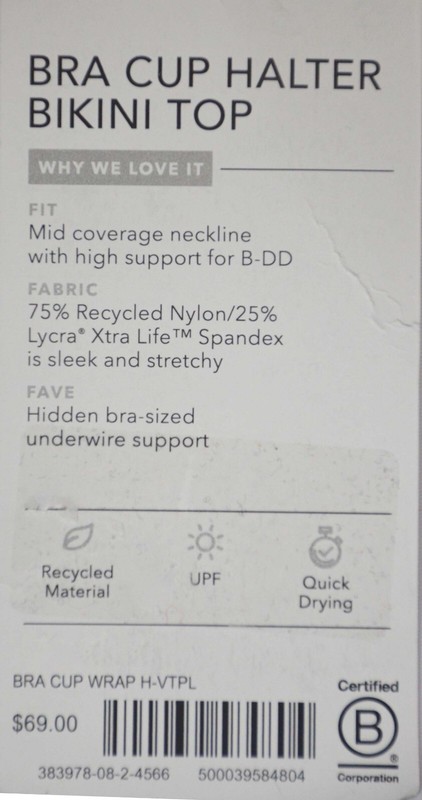 BRA CUP HALTER
BIKINI TOP
WHY WE LOVE IT
FIT
Mid coverage neckline
with high support for B-DD
FABRIC
75% Recycled Nylon/25%
Lycra® Xtra Life™ Spandex
is sleek and stretchy
FAVE
Hidden bra-sized
underwire support
Recycled
Material
UPF
Quick
Drying
BRA CUP WRAP H-VTPL
$69.00
383978-08-2-4566 500039584804
Certified
B
®
Corporation